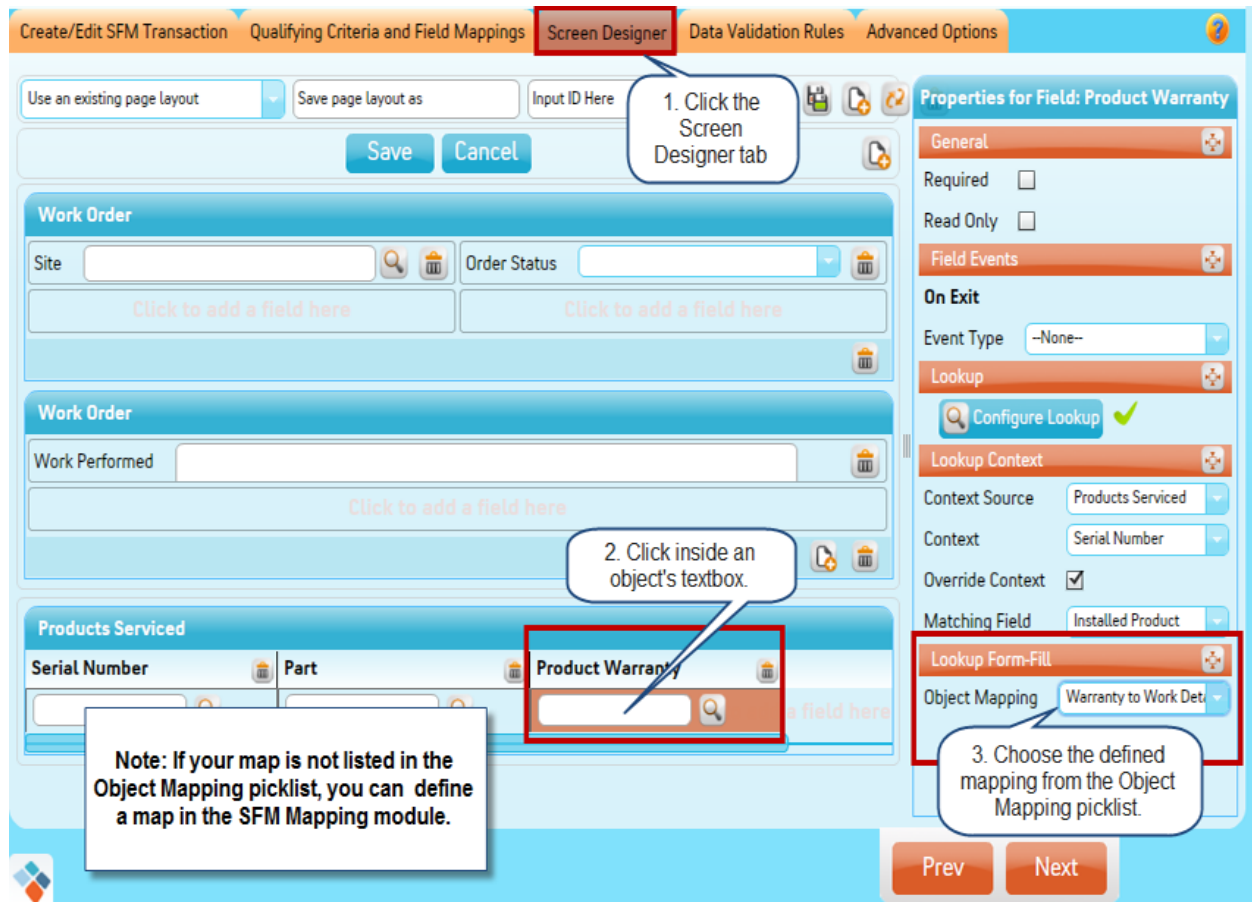 Create/Edit SFM Transaction Qualifying Criteria and Field Mappings Screen Designer Data Validation Rules Advanced Options
Use an existing page layout Save page layout as Input ID Here
1. Click the
Screen
Designer tab
Save Cancel
Work Order
Site Order Status
Click to add a field here Click to add a field here
Work Order
Work Performed
Click to add a field here
2. Click inside an
object's textbox.
Products Serviced
Serial Number Part Product Warranty
a field here
Note: If your map is not listed in the
Object Mapping picklist, you can define
a map in the SFM Mapping module.
Properties for Field: Product Warranty
General
Required
Read Only
Field Events
On Exit
Event Type --None--
Lookup
Configure Lookup
Lookup Context
Context Source Products Serviced
Context Serial Number
Override Context
Matching Field Installed Product
Lookup Form-Fill
Object Mapping Warranty to Work Deta
3. Choose the defined
mapping from the Object
Mapping picklist.
Prev Next